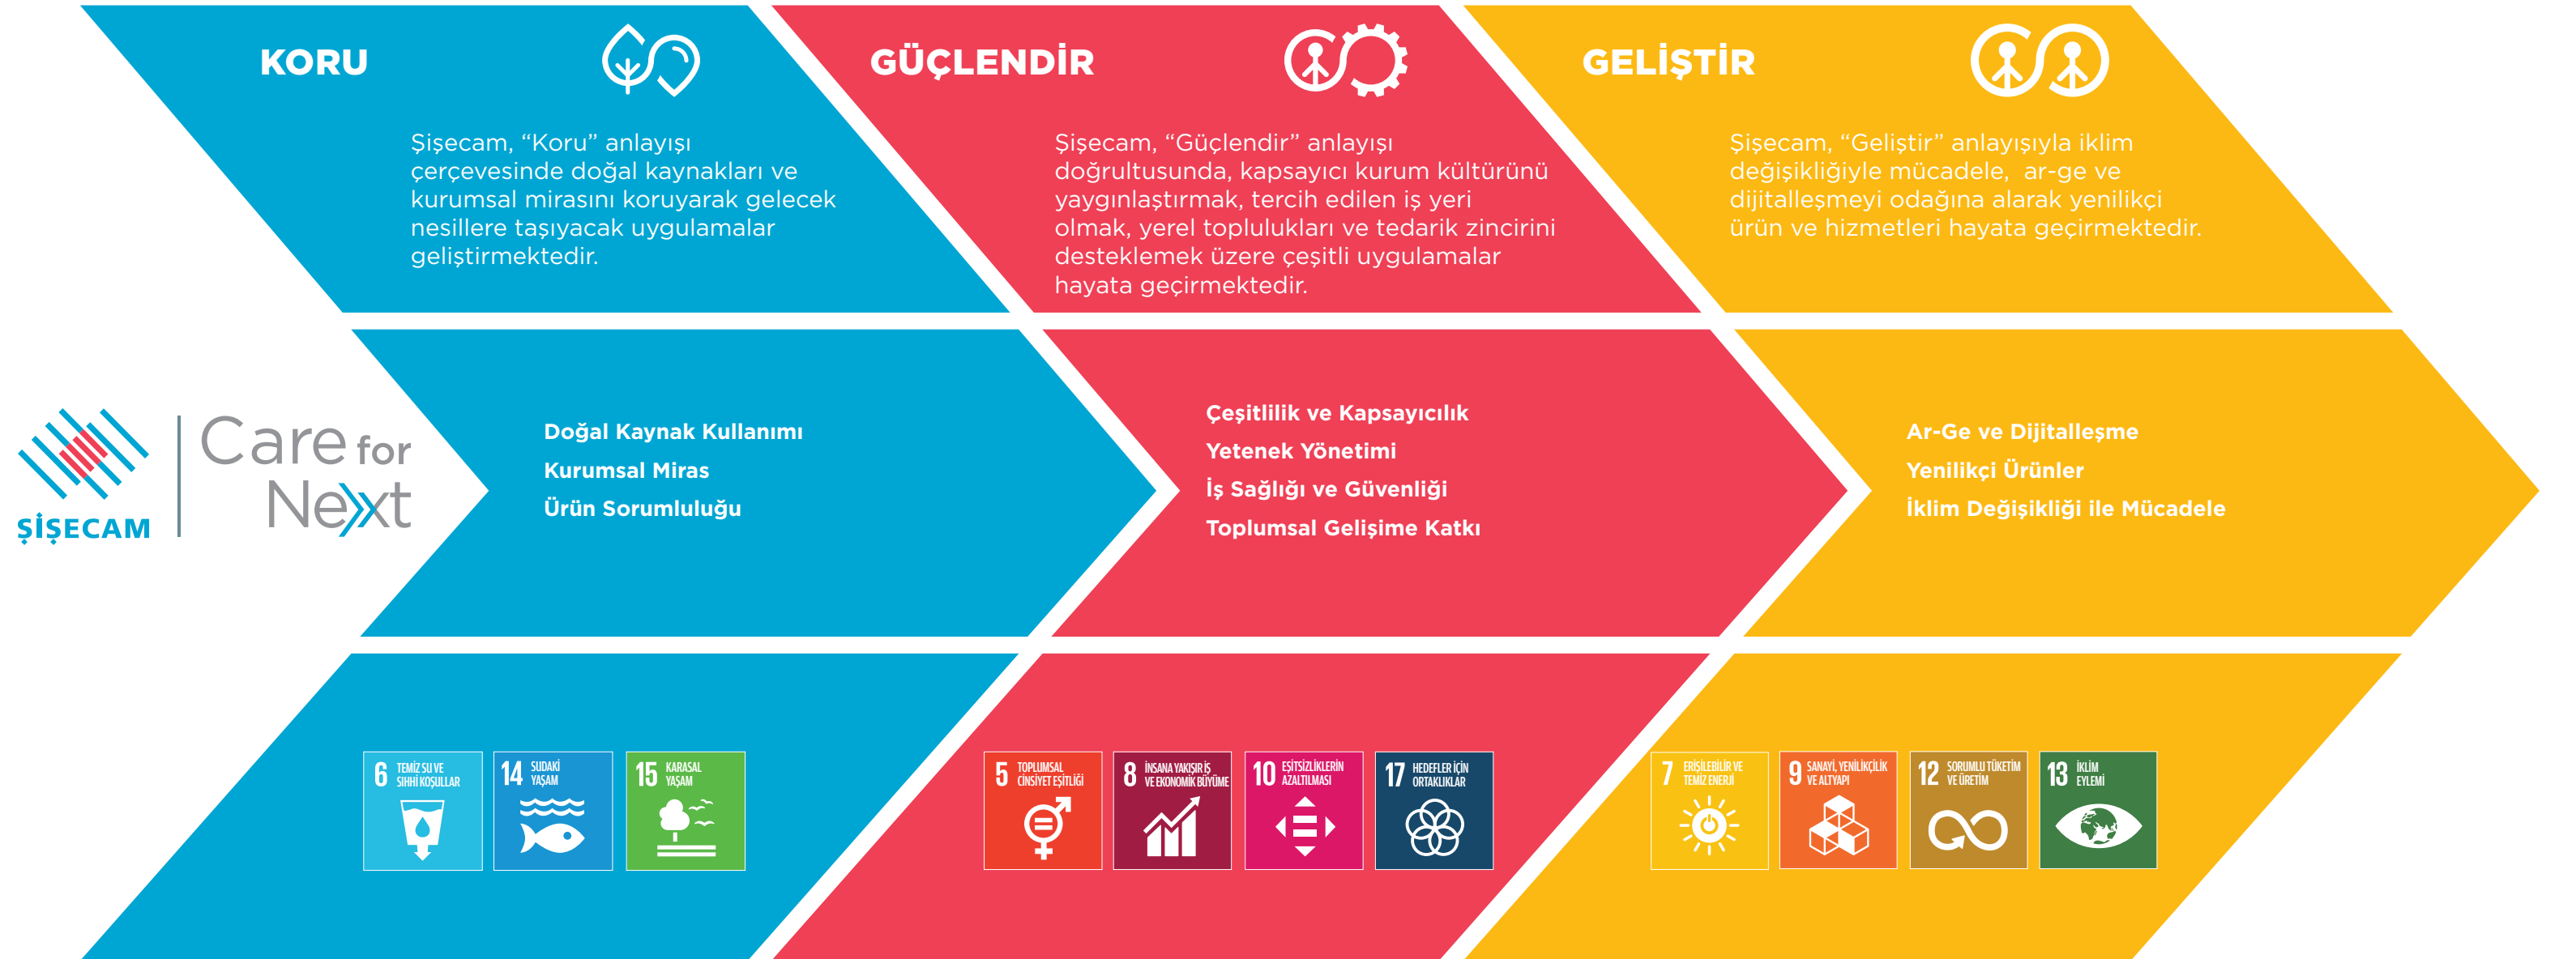 KORU
Şişecam, “Koru” anlayışı
çerçevesinde doğal kaynakları ve
kurumsal mirasını koruyarak gelecek
nesillere taşıyacak uygulamalar
geliştirmektedir.
GÜÇLENDİR
Şişecam, “Güçlendir” anlayışı
doğrultusunda, kapsayıcı kurum kültürünü
yaygınlaştırmak, tercih edilen iş yeri
olmak, yerel toplulukları ve tedarik zincirini
desteklemek üzere çeşitli uygulamalar
hayata geçirmektedir.
GELİŞTİR
Şişecam, “Geliştir” anlayışıyla iklim
değişikliğiyle mücadele,  ar-ge ve
dijitalleşmeyi odağına alarak yenilikçi
ürün ve hizmetleri hayata geçirmektedir.
ŞİŞECAM
Care for
Next
Doğal Kaynak Kullanımı
Kurumsal Miras
Ürün Sorumluluğu
Çeşitlilik ve Kapsayıcılık
Yetenek Yönetimi
İş Sağlığı ve Güvenliği
Toplumsal Gelişime Katkı
Ar-Ge ve Dijitalleşme
Yenilikçi Ürünler
İklim Değişikliği ile Mücadele
6 TEMİZ SU VE
SIHHİ KOŞULLAR
14 SUDAKİ
YAŞAM
15 KARASAL
YAŞAM
5 TOPLUMSAL
CİNSİYET EŞİTLİĞİ
8 İNSANA YAKIŞIR İŞ
VE EKONOMİK BÜYÜME
10 EŞİTSİZLİKLERİN
AZALTILMASI
17 HEDEFLER İÇİN
ORTAKLIKLAR
7 ERİŞİLEBİLİR VE
TEMİZ ENERJİ
9 SANAYİ, YENİLİKÇİLİK
VE ALTYAPI
12 SORUMLU TÜKETİM
VE ÜRETİM
13 İKLİM
EYLEMİ